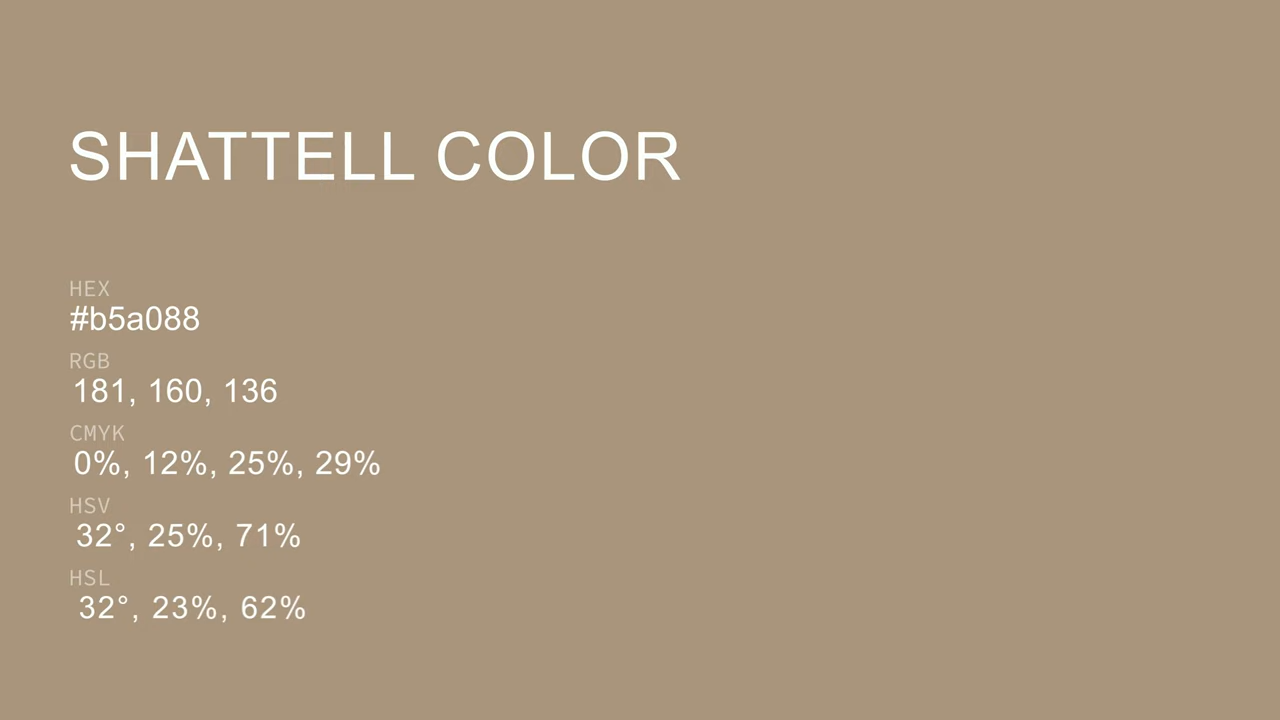 SHATTELL COLOR
HEX
#b5a088
RGB
181, 160, 136
CMYK
0%, 12%, 25%, 29%
HSV
32°, 25%, 71%
HSL
32°, 23%, 62%